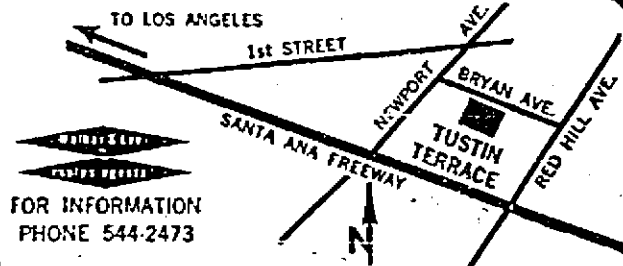 TO LOS ANGELES
1st STREET
NEWPORT AVE.
BRYAN AVE.
RED HILL AVE.
TUSTIN
TERRACE
SANTA ANA FREEWAY
N
FOR INFORMATION
PHONE 544-2473